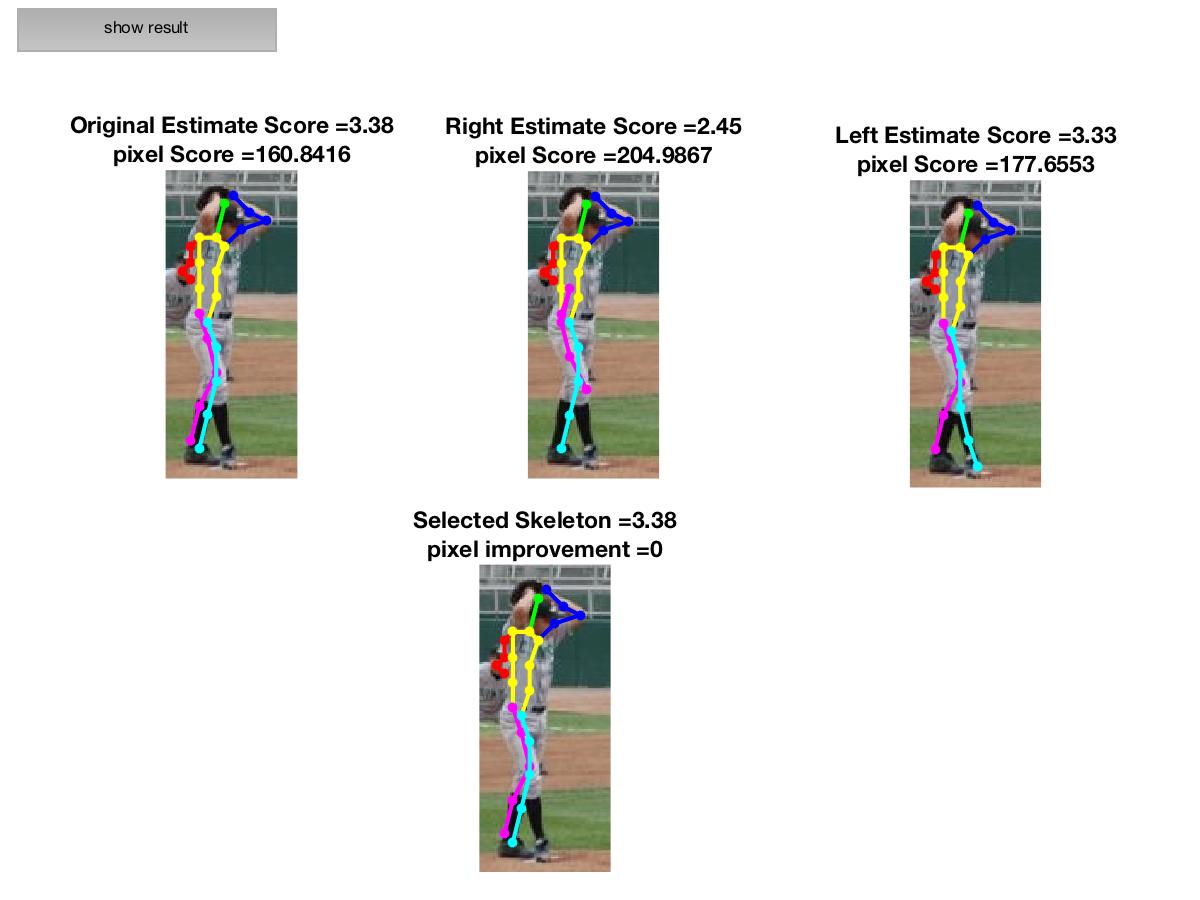 show result
Original Estimate Score =3.38
pixel Score =160.8416
Right Estimate Score =2.45
pixel Score =204.9867
Left Estimate Score =3.33
pixel Score =177.6553
Selected Skeleton =3.38
pixel improvement =0